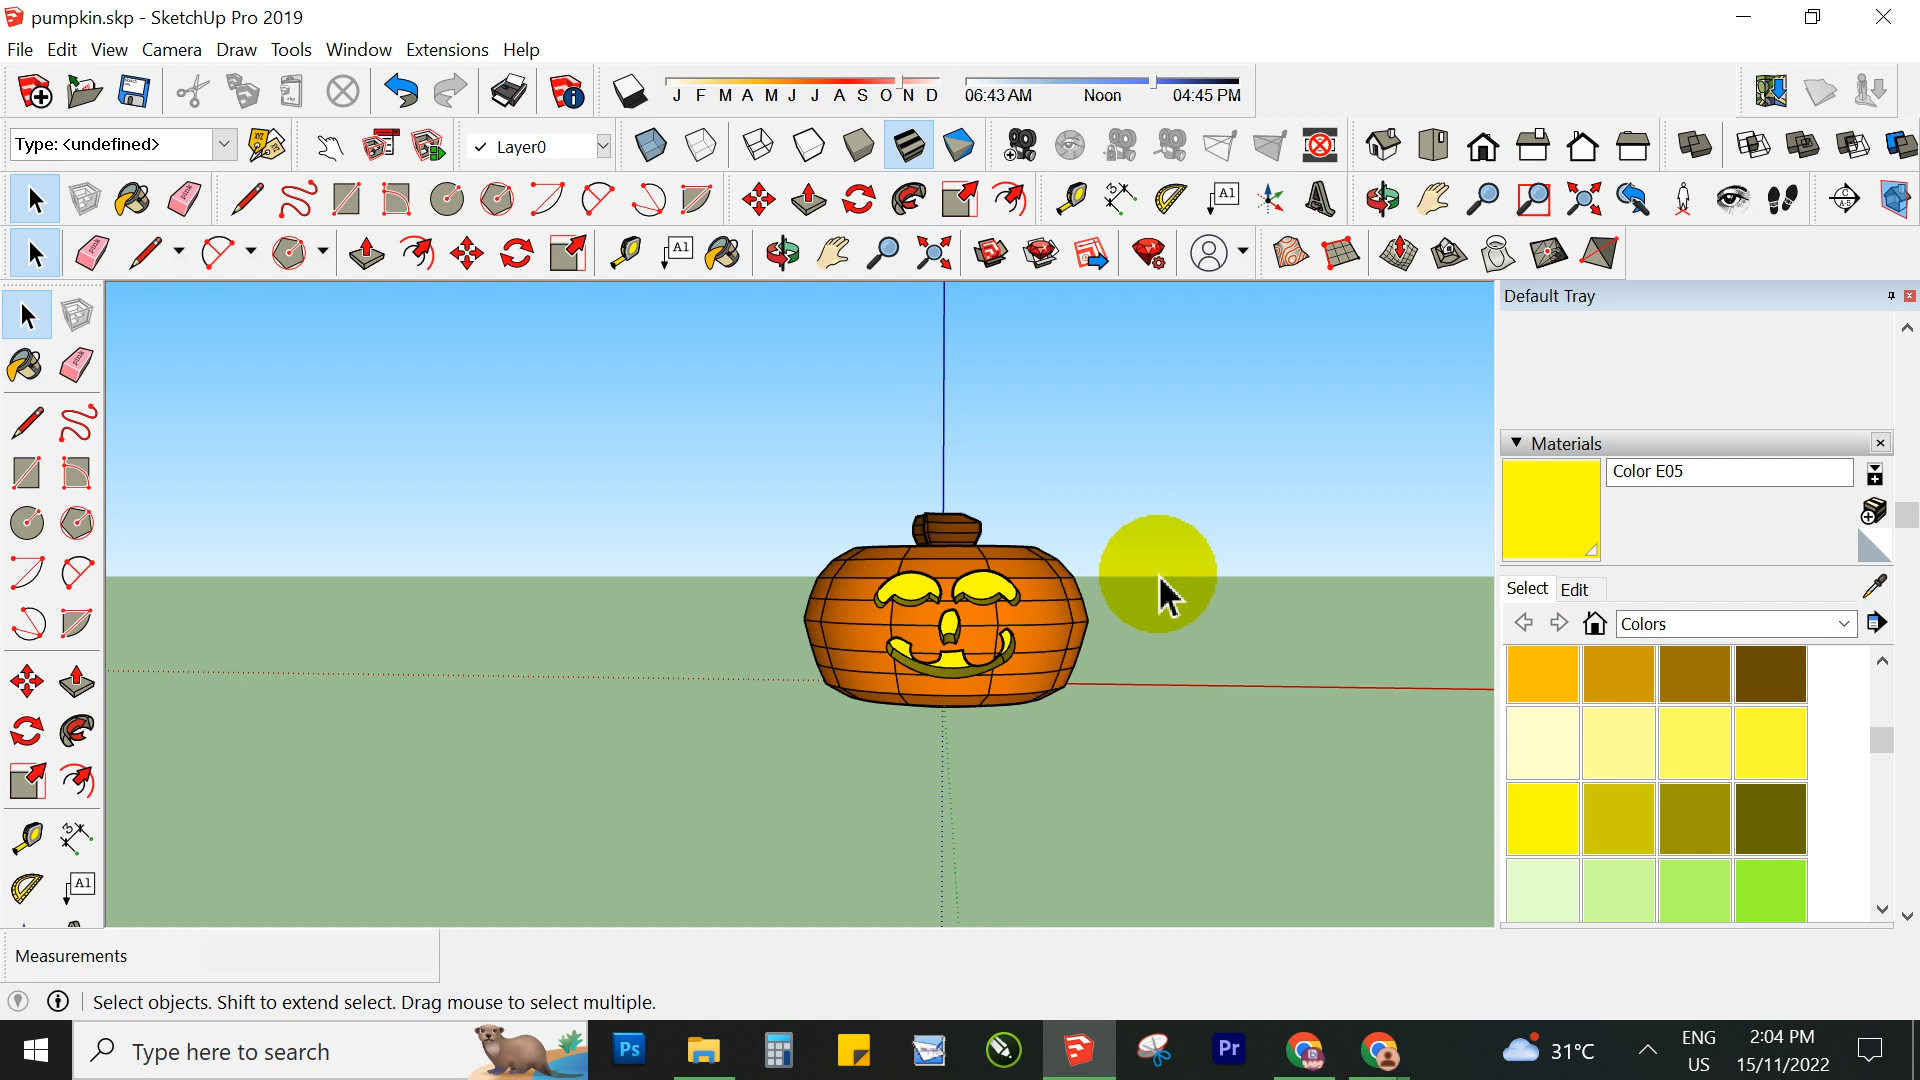 pumpkin.skp - SketchUp Pro 2019
File Edit View Camera Draw Tools Window Extensions Help
J F M A M J J A S O N D 06:43 AM Noon 04:45 PM
Type: <undefined> Layer0
Default Tray
Materials
Color E05
Select Edit
Colors
Measurements
Select objects. Shift to extend select. Drag mouse to select multiple.
Type here to search
Ps
Pr
31°C
ENG
US
2:04 PM
15/11/2022